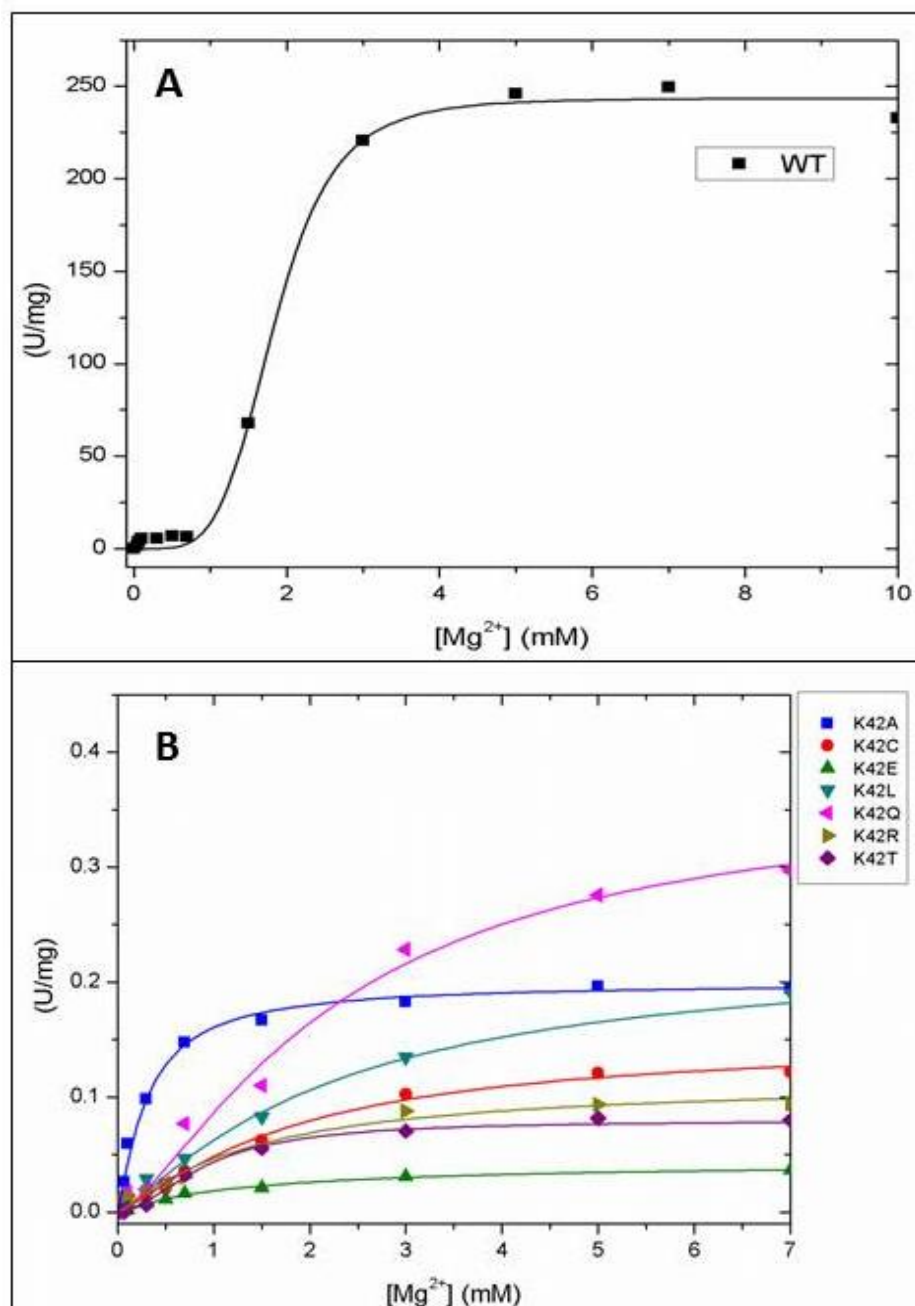 A
250
200
150
100
50
0
(U/mg)
WT
0 2 4 6 8 10
[Mg²⁺] (mM)
B
0.4
0.3
0.2
0.1
0.0
(U/mg)
K42A
K42C
K42E
K42L
K42Q
K42R
K42T
0 1 2 3 4 5 6 7
[Mg²⁺] (mM)